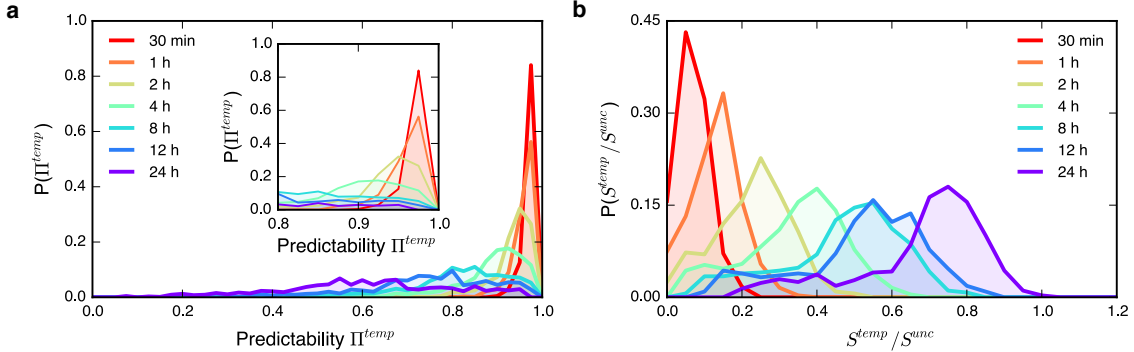 a
1.0
0.8
0.6
0.4
0.2
0.0
P(Π^temp)
30 min
1 h
2 h
4 h
8 h
12 h
24 h
0.0 0.2 0.4 0.6 0.8 1.0
Predictability Π^temp
1.0
0.8
0.6
0.4
0.2
0.0
P(Π^temp)
0.8 0.9 1.0
Predictability Π^temp
b
0.45
0.30
0.15
0.00
P(S^temp/S^unc)
30 min
1 h
2 h
4 h
8 h
12 h
24 h
0.0 0.2 0.4 0.6 0.8 1.0 1.2
S^temp/S^unc